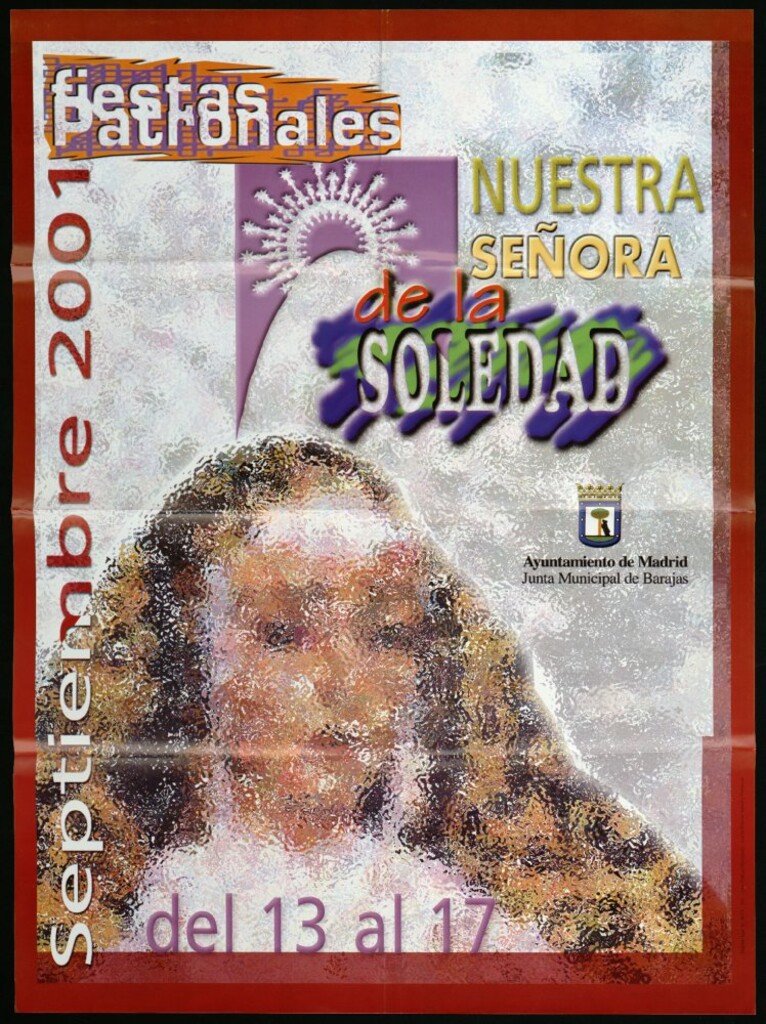 fiestas
Patronales
NUESTRA
SEÑORA
de la
SOLEDAD
Septiembre 2001
Ayuntamiento de Madrid
Junta Municipal de Barajas
del 13 al 17